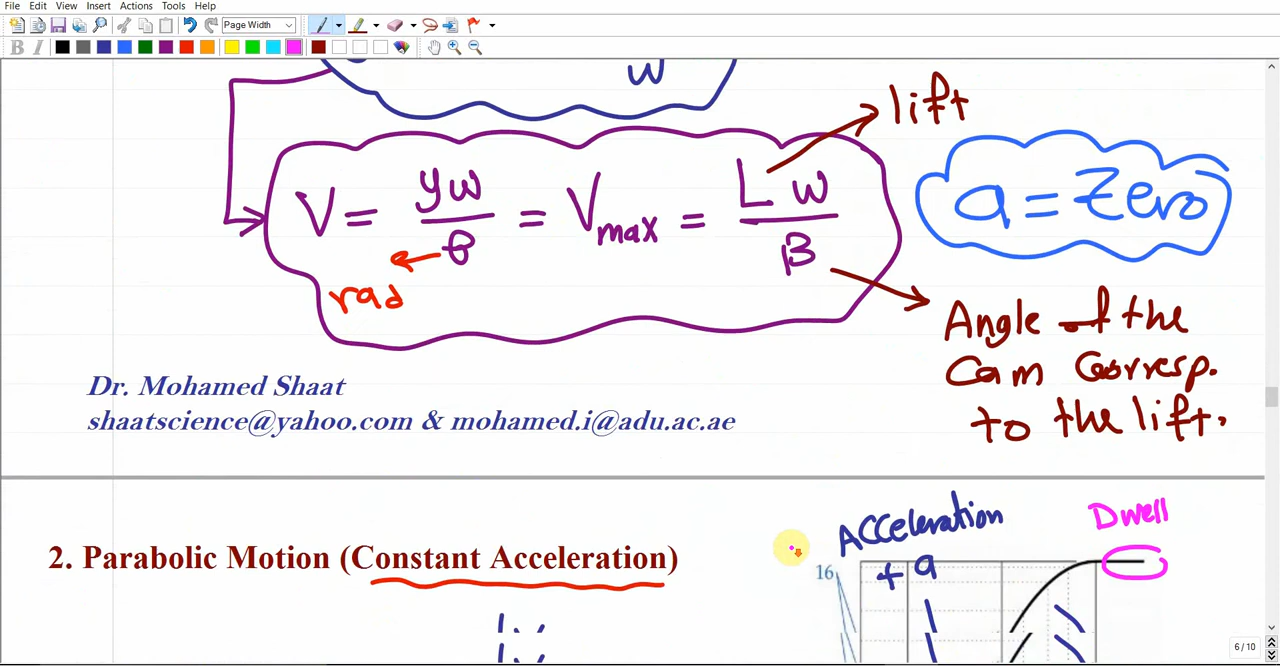 File Edit View Insert Actions Tools Help
Page Width
B I
w
lift
V = yw/θ = Vmax = L w/β
a = Zero
rad
Angle of the
Cam Corresp.
to the lift.
Dr. Mohamed Shaat
shaatscience@yahoo.com & mohamed.i@adu.ac.ae
Acceleration
Dwell
2. Parabolic Motion (Constant Acceleration)
+ a
16
6 / 10